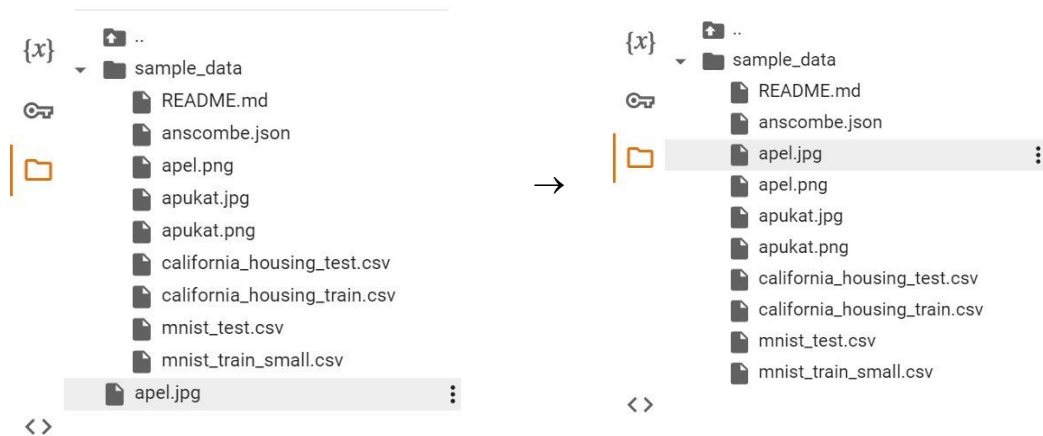 {x}
..
sample_data
README.md
anscombe.json
apel.png
apukat.jpg
apukat.png
california_housing_test.csv
california_housing_train.csv
mnist_test.csv
mnist_train_small.csv
apel.jpg
<>
→
{x}
..
sample_data
README.md
anscombe.json
apel.jpg
apel.png
apukat.jpg
apukat.png
california_housing_test.csv
california_housing_train.csv
mnist_test.csv
mnist_train_small.csv
<>